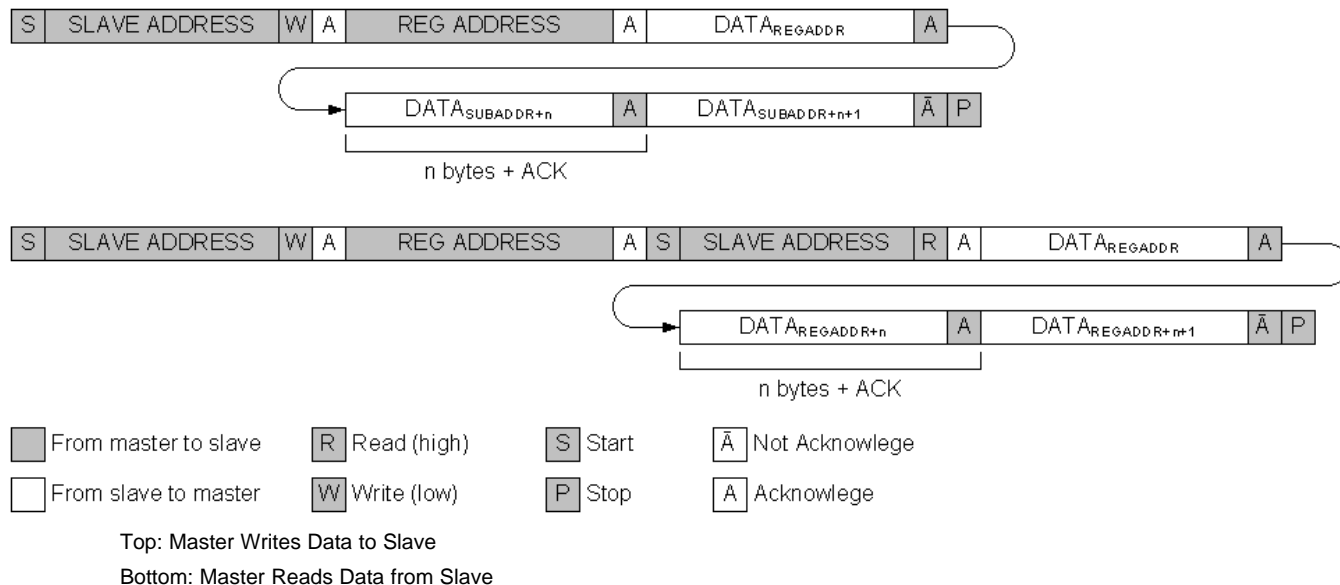 S SLAVE ADDRESS W A REG ADDRESS A DATAREGADDR A
DATASUBADDR+n A DATASUBADDR+n+1 Ā P
n bytes + ACK
S SLAVE ADDRESS W A REG ADDRESS A S SLAVE ADDRESS R A DATAREGADDR A
DATAREGADDR+n A DATAREGADDR+n+1 Ā P
n bytes + ACK
From master to slave R Read (high) S Start Ā Not Acknowlege
From slave to master W Write (low) P Stop A Acknowlege
Top: Master Writes Data to Slave
Bottom: Master Reads Data from Slave